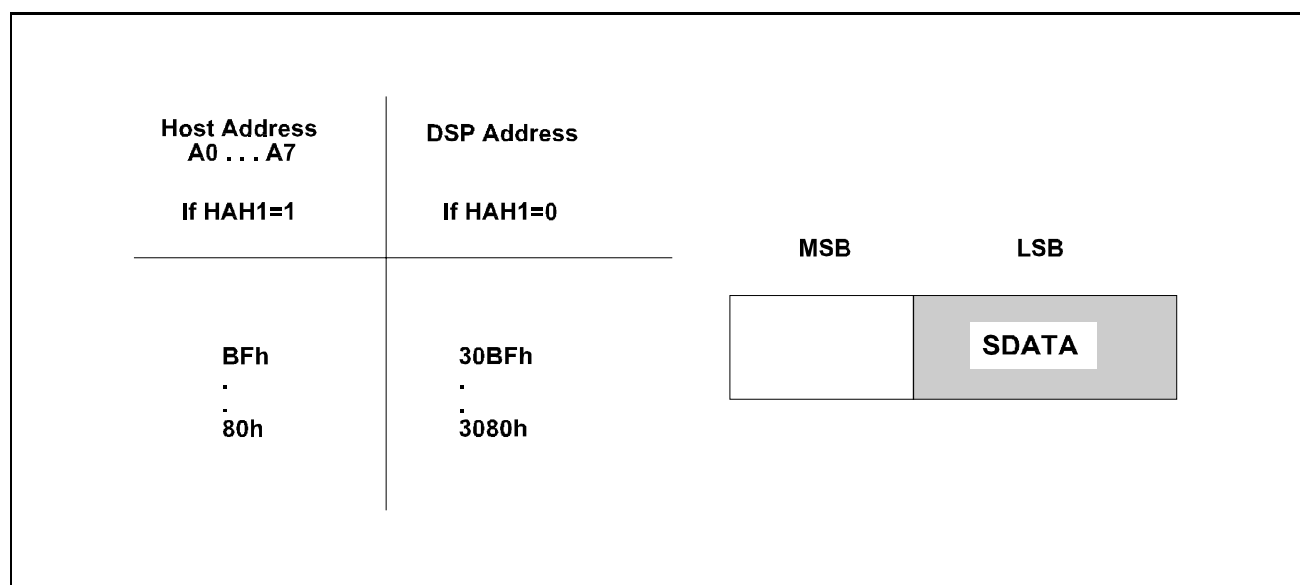 Host Address
A0 . . . A7
DSP Address
If HAH1=1
If HAH1=0
MSB
LSB
BFh
30BFh
SDATA
.
.
.
.
80h
3080h